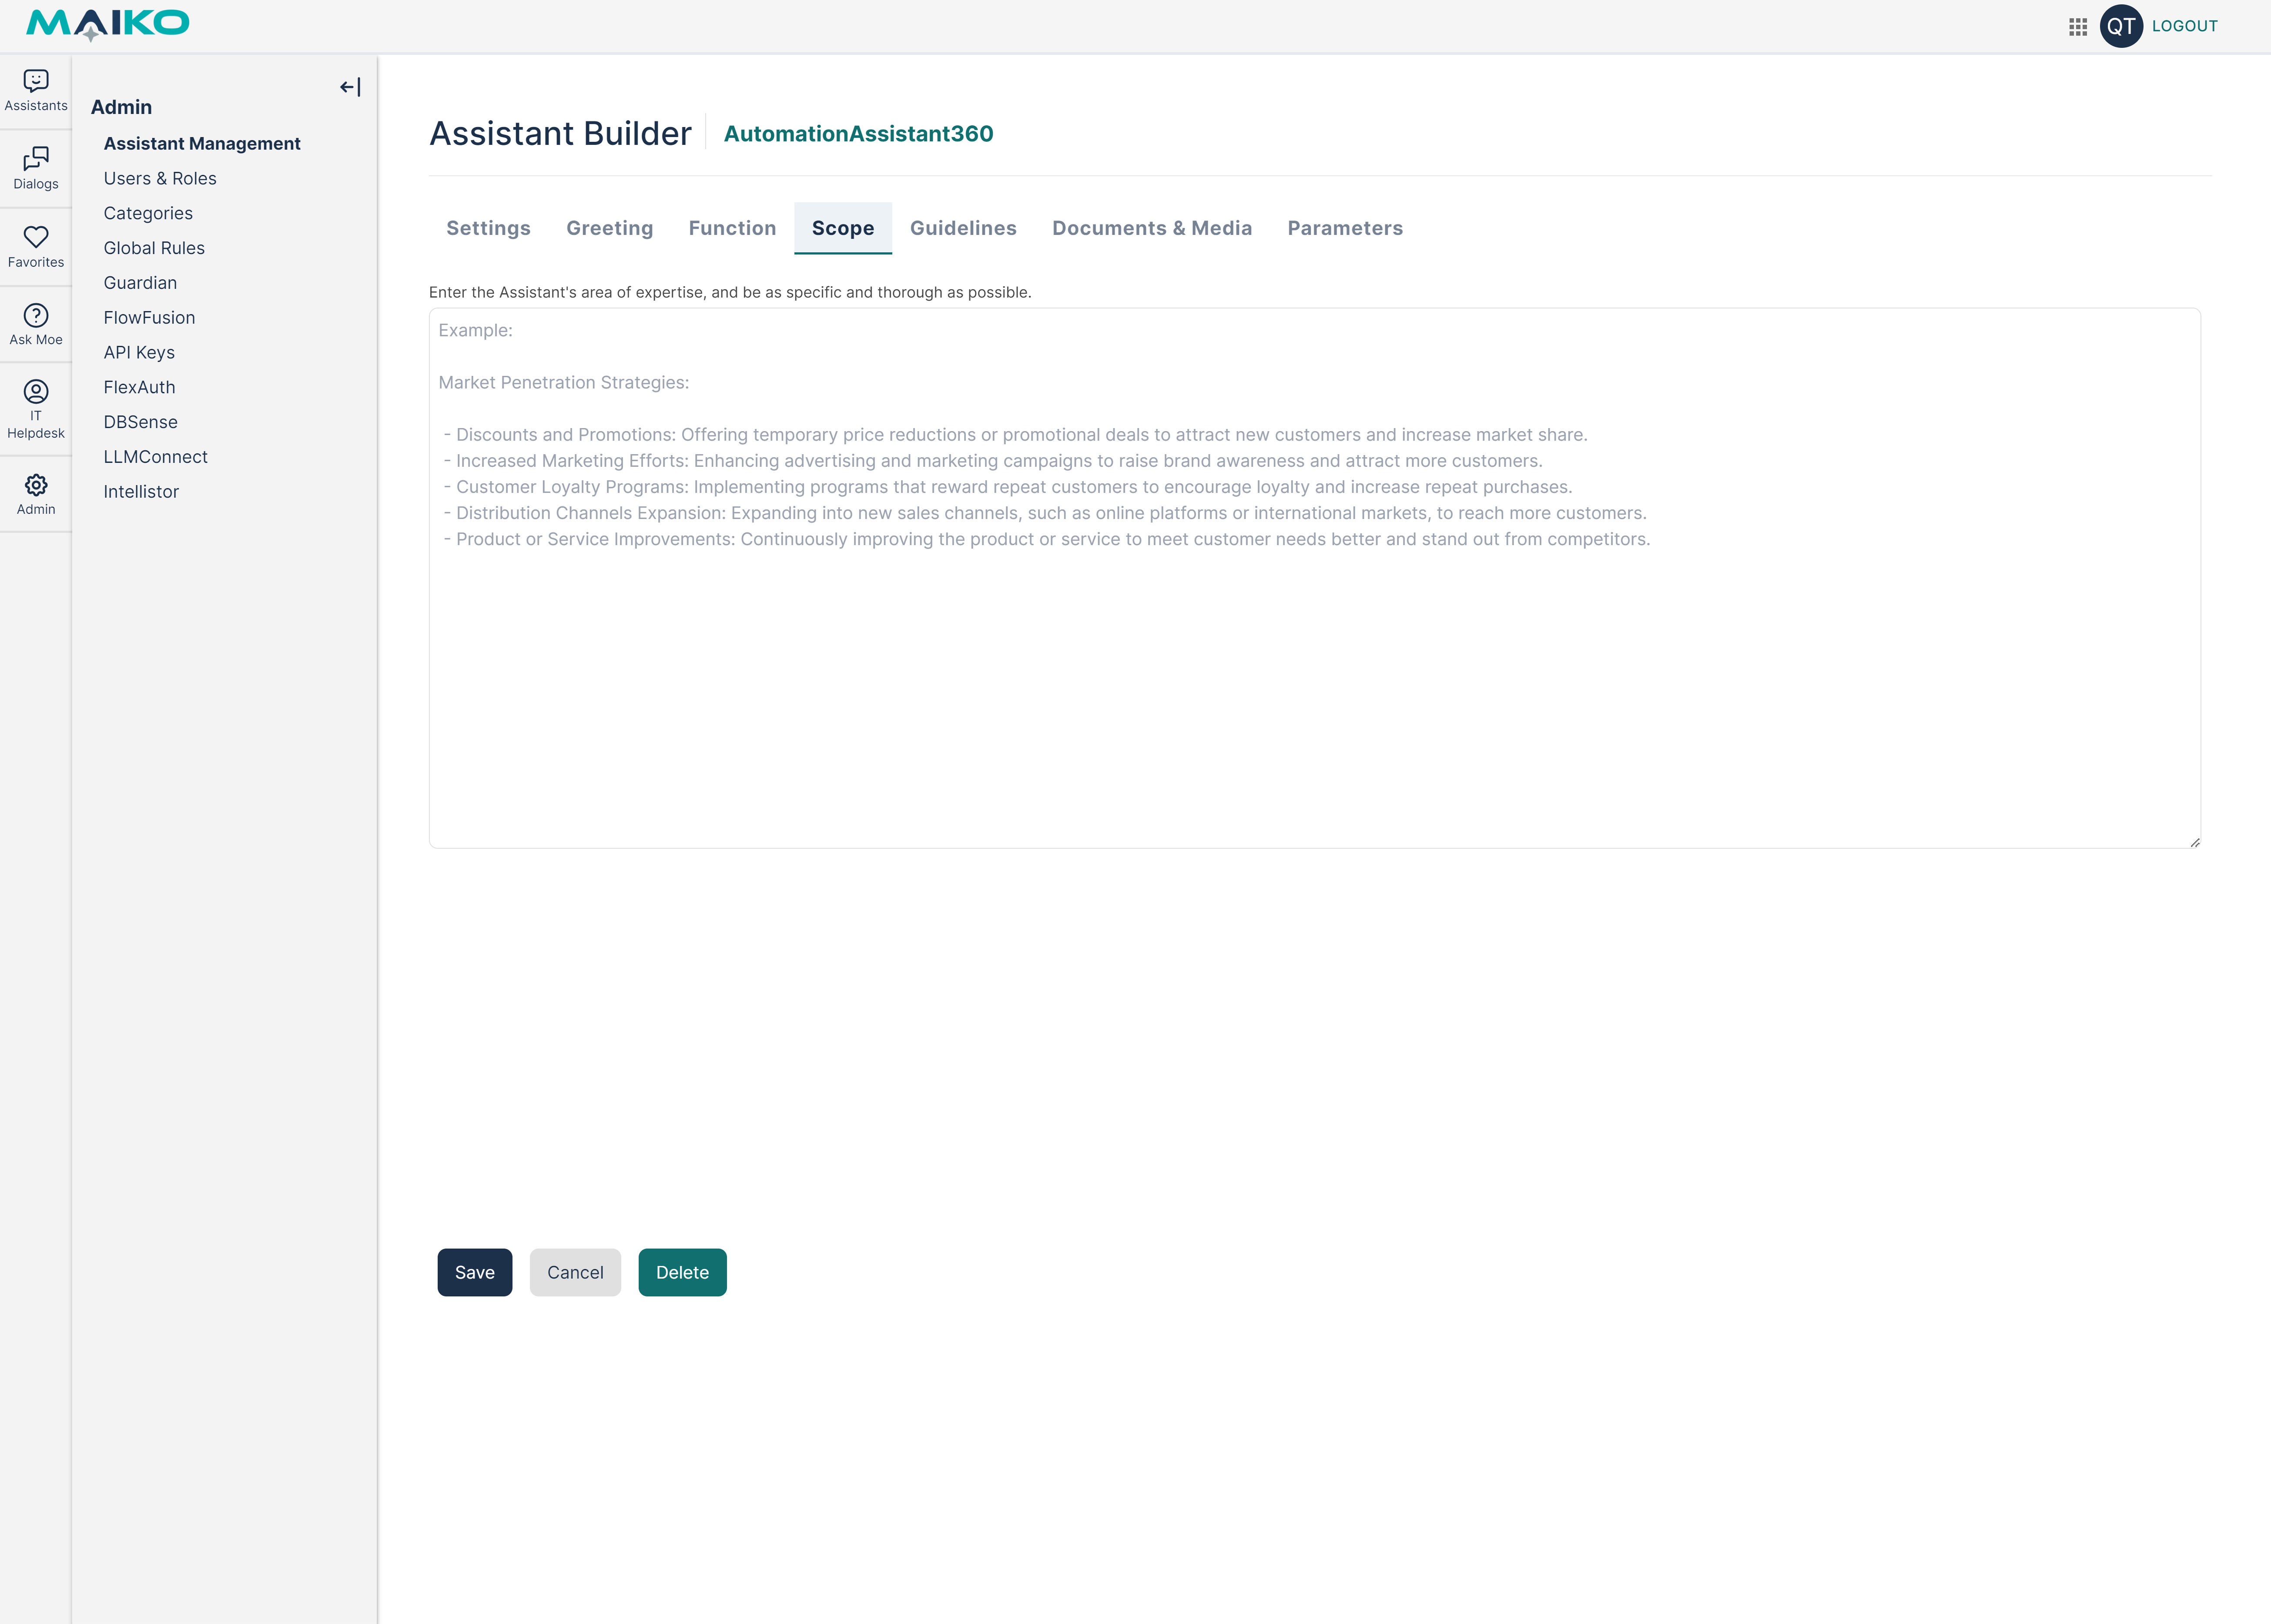 MAIKO
QT
LOGOUT
Assistants
Dialogs
Favorites
Ask Moe
IT
Helpdesk
Admin
Admin
Assistant Management
Users & Roles
Categories
Global Rules
Guardian
FlowFusion
API Keys
FlexAuth
DBSense
LLMConnect
Intellistor
Assistant Builder
AutomationAssistant360
Settings
Greeting
Function
Scope
Guidelines
Documents & Media
Parameters
Enter the Assistant's area of expertise, and be as specific and thorough as possible.
Example:
Market Penetration Strategies:
- Discounts and Promotions: Offering temporary price reductions or promotional deals to attract new customers and increase market share.
- Increased Marketing Efforts: Enhancing advertising and marketing campaigns to raise brand awareness and attract more customers.
- Customer Loyalty Programs: Implementing programs that reward repeat customers to encourage loyalty and increase repeat purchases.
- Distribution Channels Expansion: Expanding into new sales channels, such as online platforms or international markets, to reach more customers.
- Product or Service Improvements: Continuously improving the product or service to meet customer needs better and stand out from competitors.
Save
Cancel
Delete